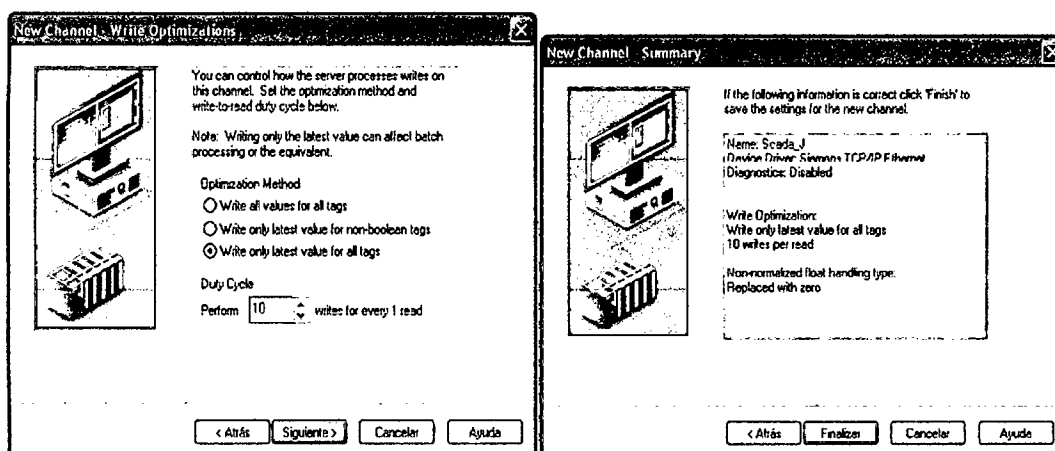 New Channel - Write Optimizations
You can control how the server processes writes on
this channel. Set the optimization method and
write-to-read duty cycle below.
Note: Writing only the latest value can affect batch
processing or the equivalent.
Optimization Method
Write all values for all tags
Write only latest value for non-boolean tags
Write only latest value for all tags
Duty Cycle
Perform 10 writes for every 1 read
< Atrás Siguiente > Cancelar Ayuda
New Channel - Summary
If the following information is correct click 'Finish' to
save the settings for the new channel.
Name: Scada_J
Device Driver: Siemens TCP/IP Ethernet
Diagnostics: Disabled
Write Optimization:
Write only latest value for all tags
10 writes per read
Non-normalized float handling type:
Replaced with zero
< Atrás Finalizar Cancelar Ayuda